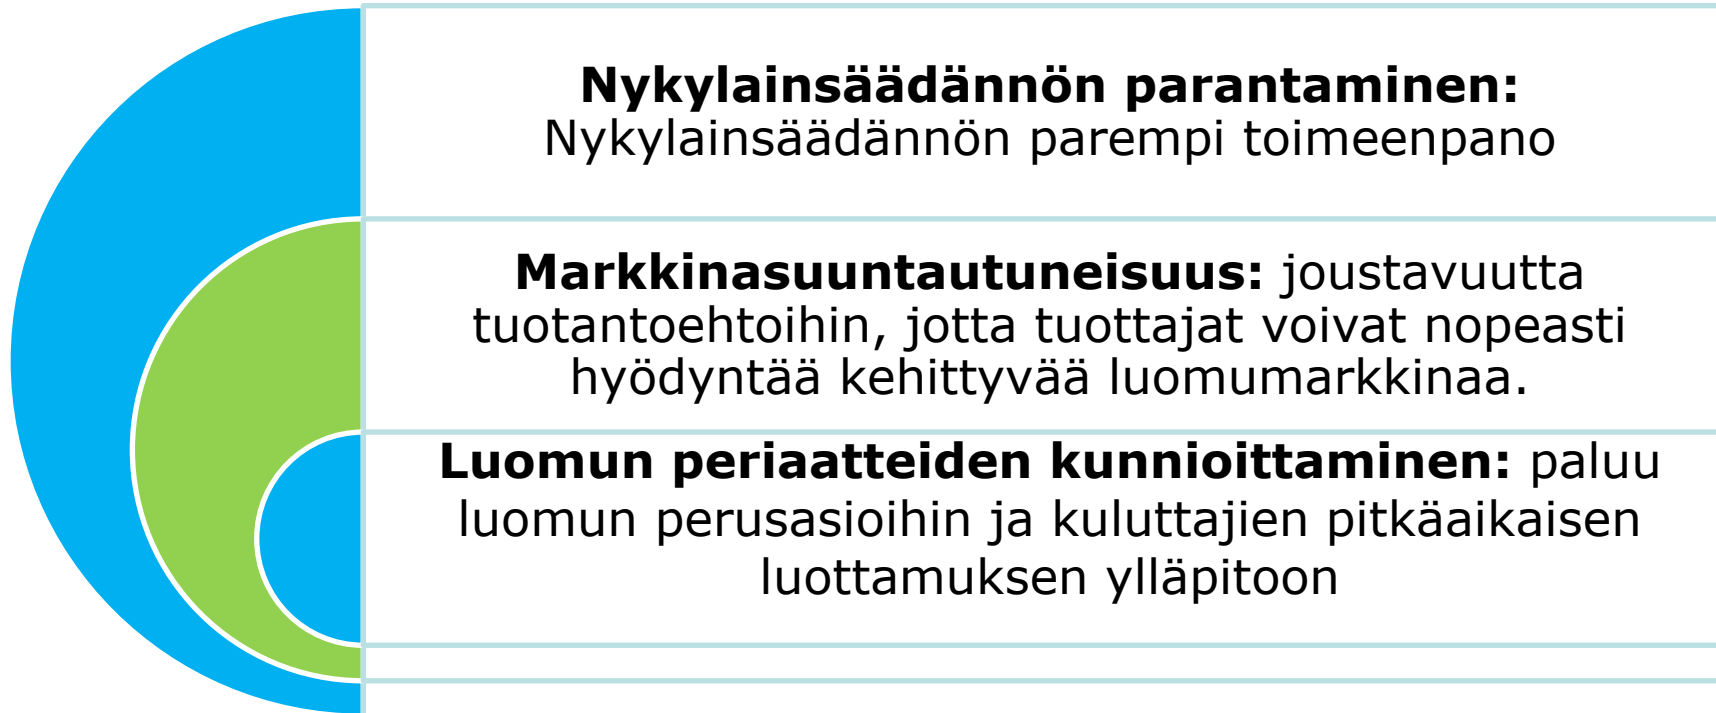 Nykylainsäädännön parantaminen:
Nykylainsäädännön parempi toimeenpano
Markkinasuuntautuneisuus: joustavuutta
tuotantoehtoihin, jotta tuottajat voivat nopeasti
hyödyntää kehittyvää luomumarkkinaa.
Luomun periaatteiden kunnioittaminen: paluu
luomun perusasioihin ja kuluttajien pitkäaikaisen
luottamuksen ylläpitoon